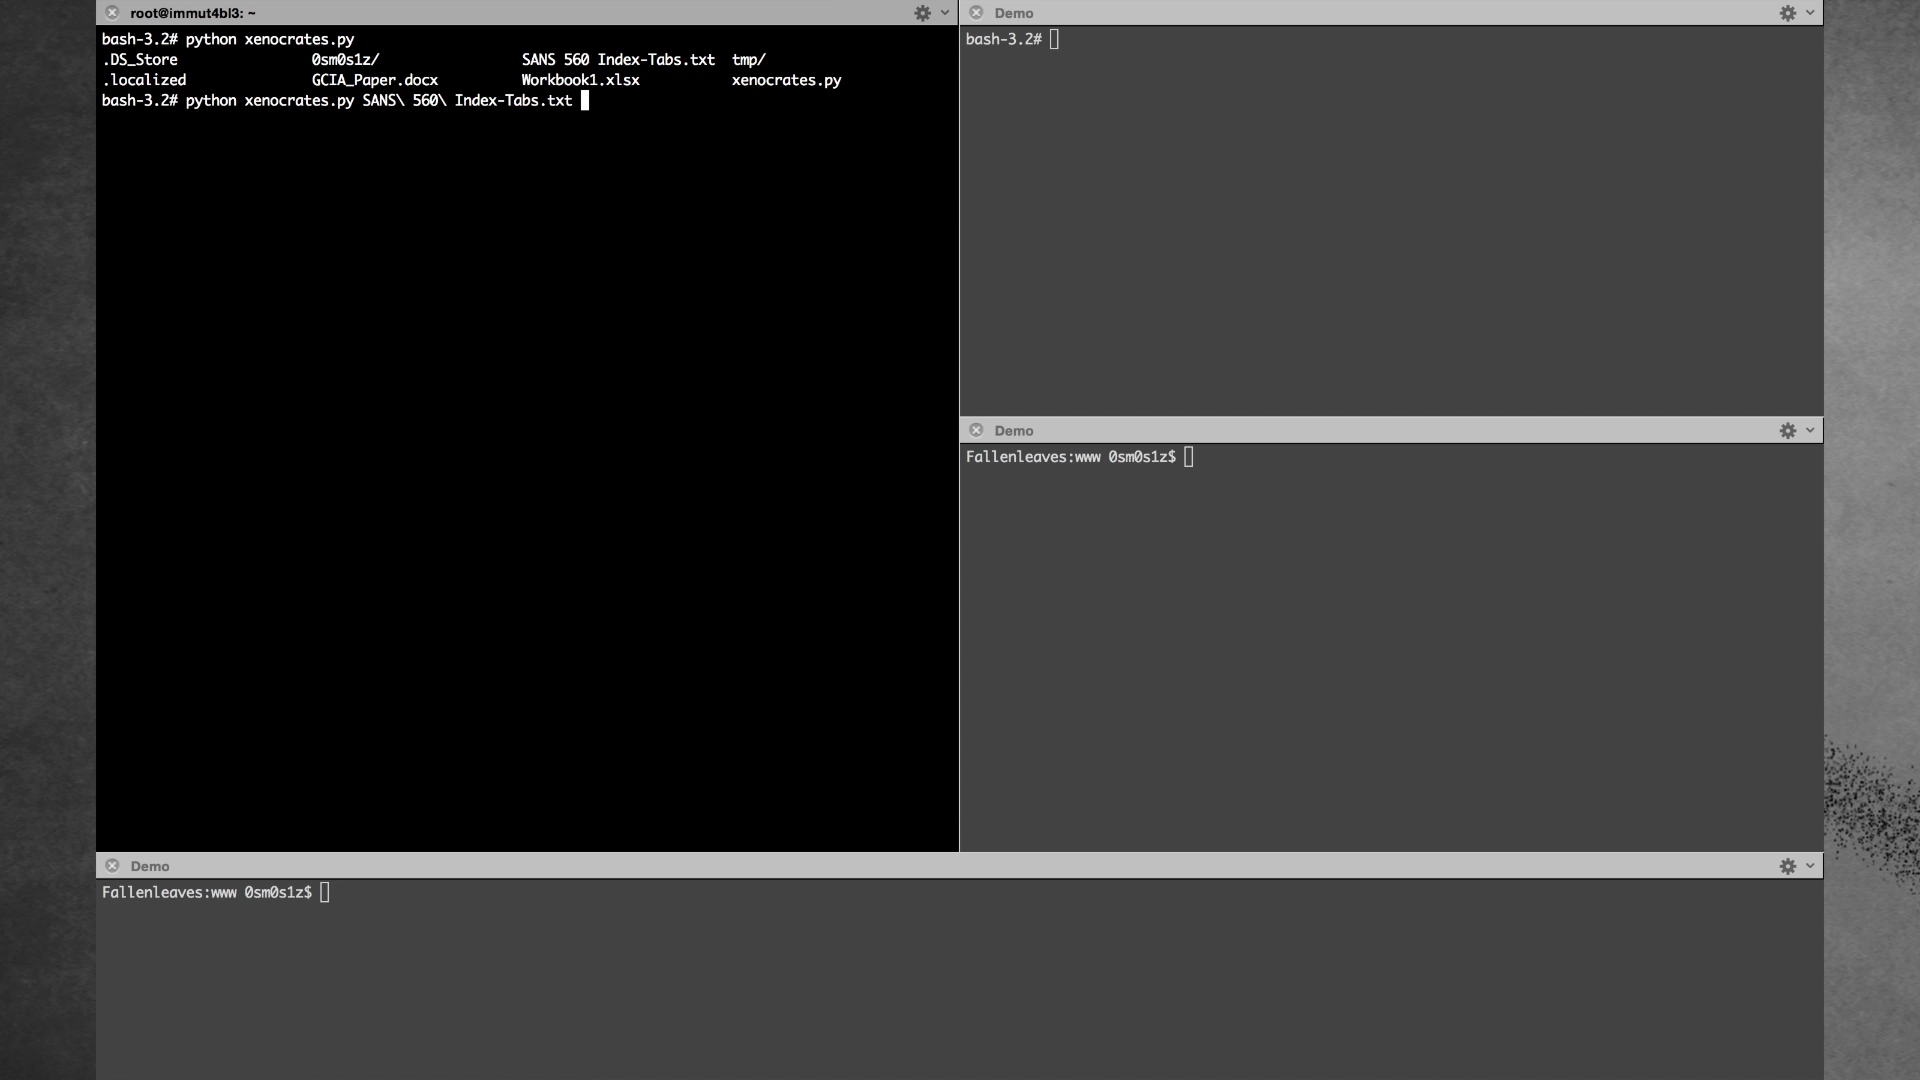 root@immut4bl3: ~
bash-3.2# python xenocrates.py
.DS_Store 0sm0s1z/ SANS 560 Index-Tabs.txt tmp/
.localized GCIA_Paper.docx Workbook1.xlsx xenocrates.py
bash-3.2# python xenocrates.py SANS\ 560\ Index-Tabs.txt
Demo
bash-3.2#
Demo
Fallenleaves:www 0sm0s1z$
Demo
Fallenleaves:www 0sm0s1z$